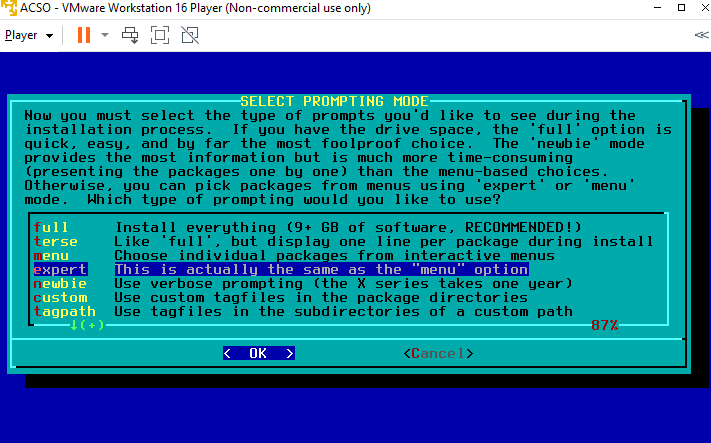 ACSO - VMware Workstation 16 Player (Non-commercial use only)
Player
SELECT PROMPTING MODE
Now you must select the type of prompts you'd like to see during the
installation process.  If you have the drive space, the 'full' option is
quick, easy, and by far the most foolproof choice.  The 'newbie' mode
provides the most information but is much more time-consuming
(presenting the packages one by one) than the menu-based choices.
Otherwise, you can pick packages from menus using 'expert' or 'menu'
mode.  Which type of prompting would you like to use?
full Install everything (9+ GB of software, RECOMMENDED!)
terse Like 'full', but display one line per package during install
menu Choose individual packages from interactive menus
expert This is actually the same as the "menu" option
newbie Use verbose prompting (the X series takes one year)
custom Use custom tagfiles in the package directories
tagpath Use tagfiles in the subdirectories of a custom path
↓(+) 87%
< OK > <Cancel>